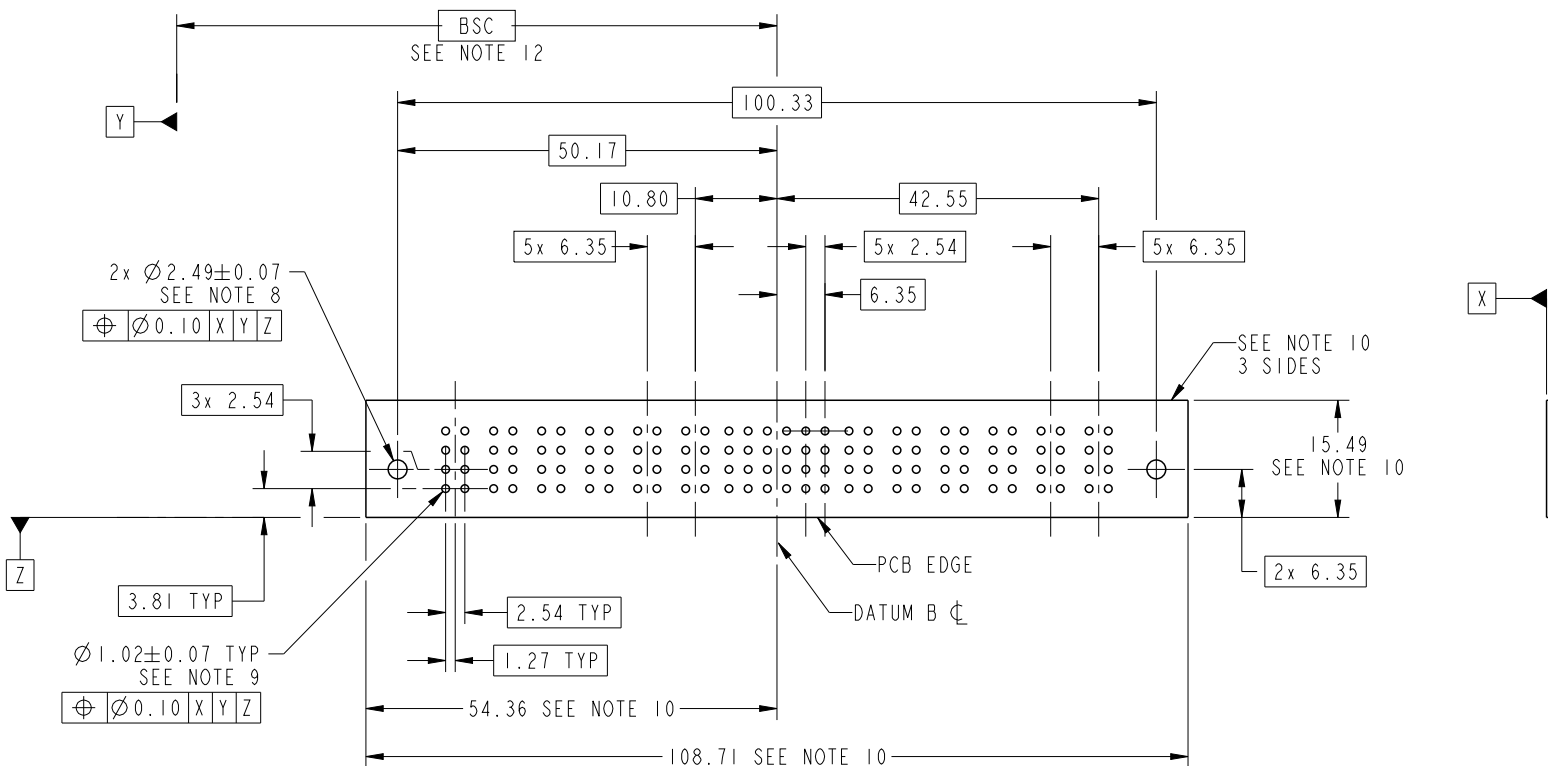 BSC
SEE NOTE 12
Y
100.33
50.17
10.80
42.55
5x 6.35
5x 2.54
5x 6.35
6.35
2x Ø2.49±0.07
SEE NOTE 8
⌖ Ø0.10 X Y Z
X
SEE NOTE 10
3 SIDES
3x 2.54
15.49
SEE NOTE 10
Z
PCB EDGE
2x 6.35
3.81 TYP
2.54 TYP
DATUM B ℄
Ø1.02±0.07 TYP
SEE NOTE 9
⌖ Ø0.10 X Y Z
1.27 TYP
54.36 SEE NOTE 10
108.71 SEE NOTE 10